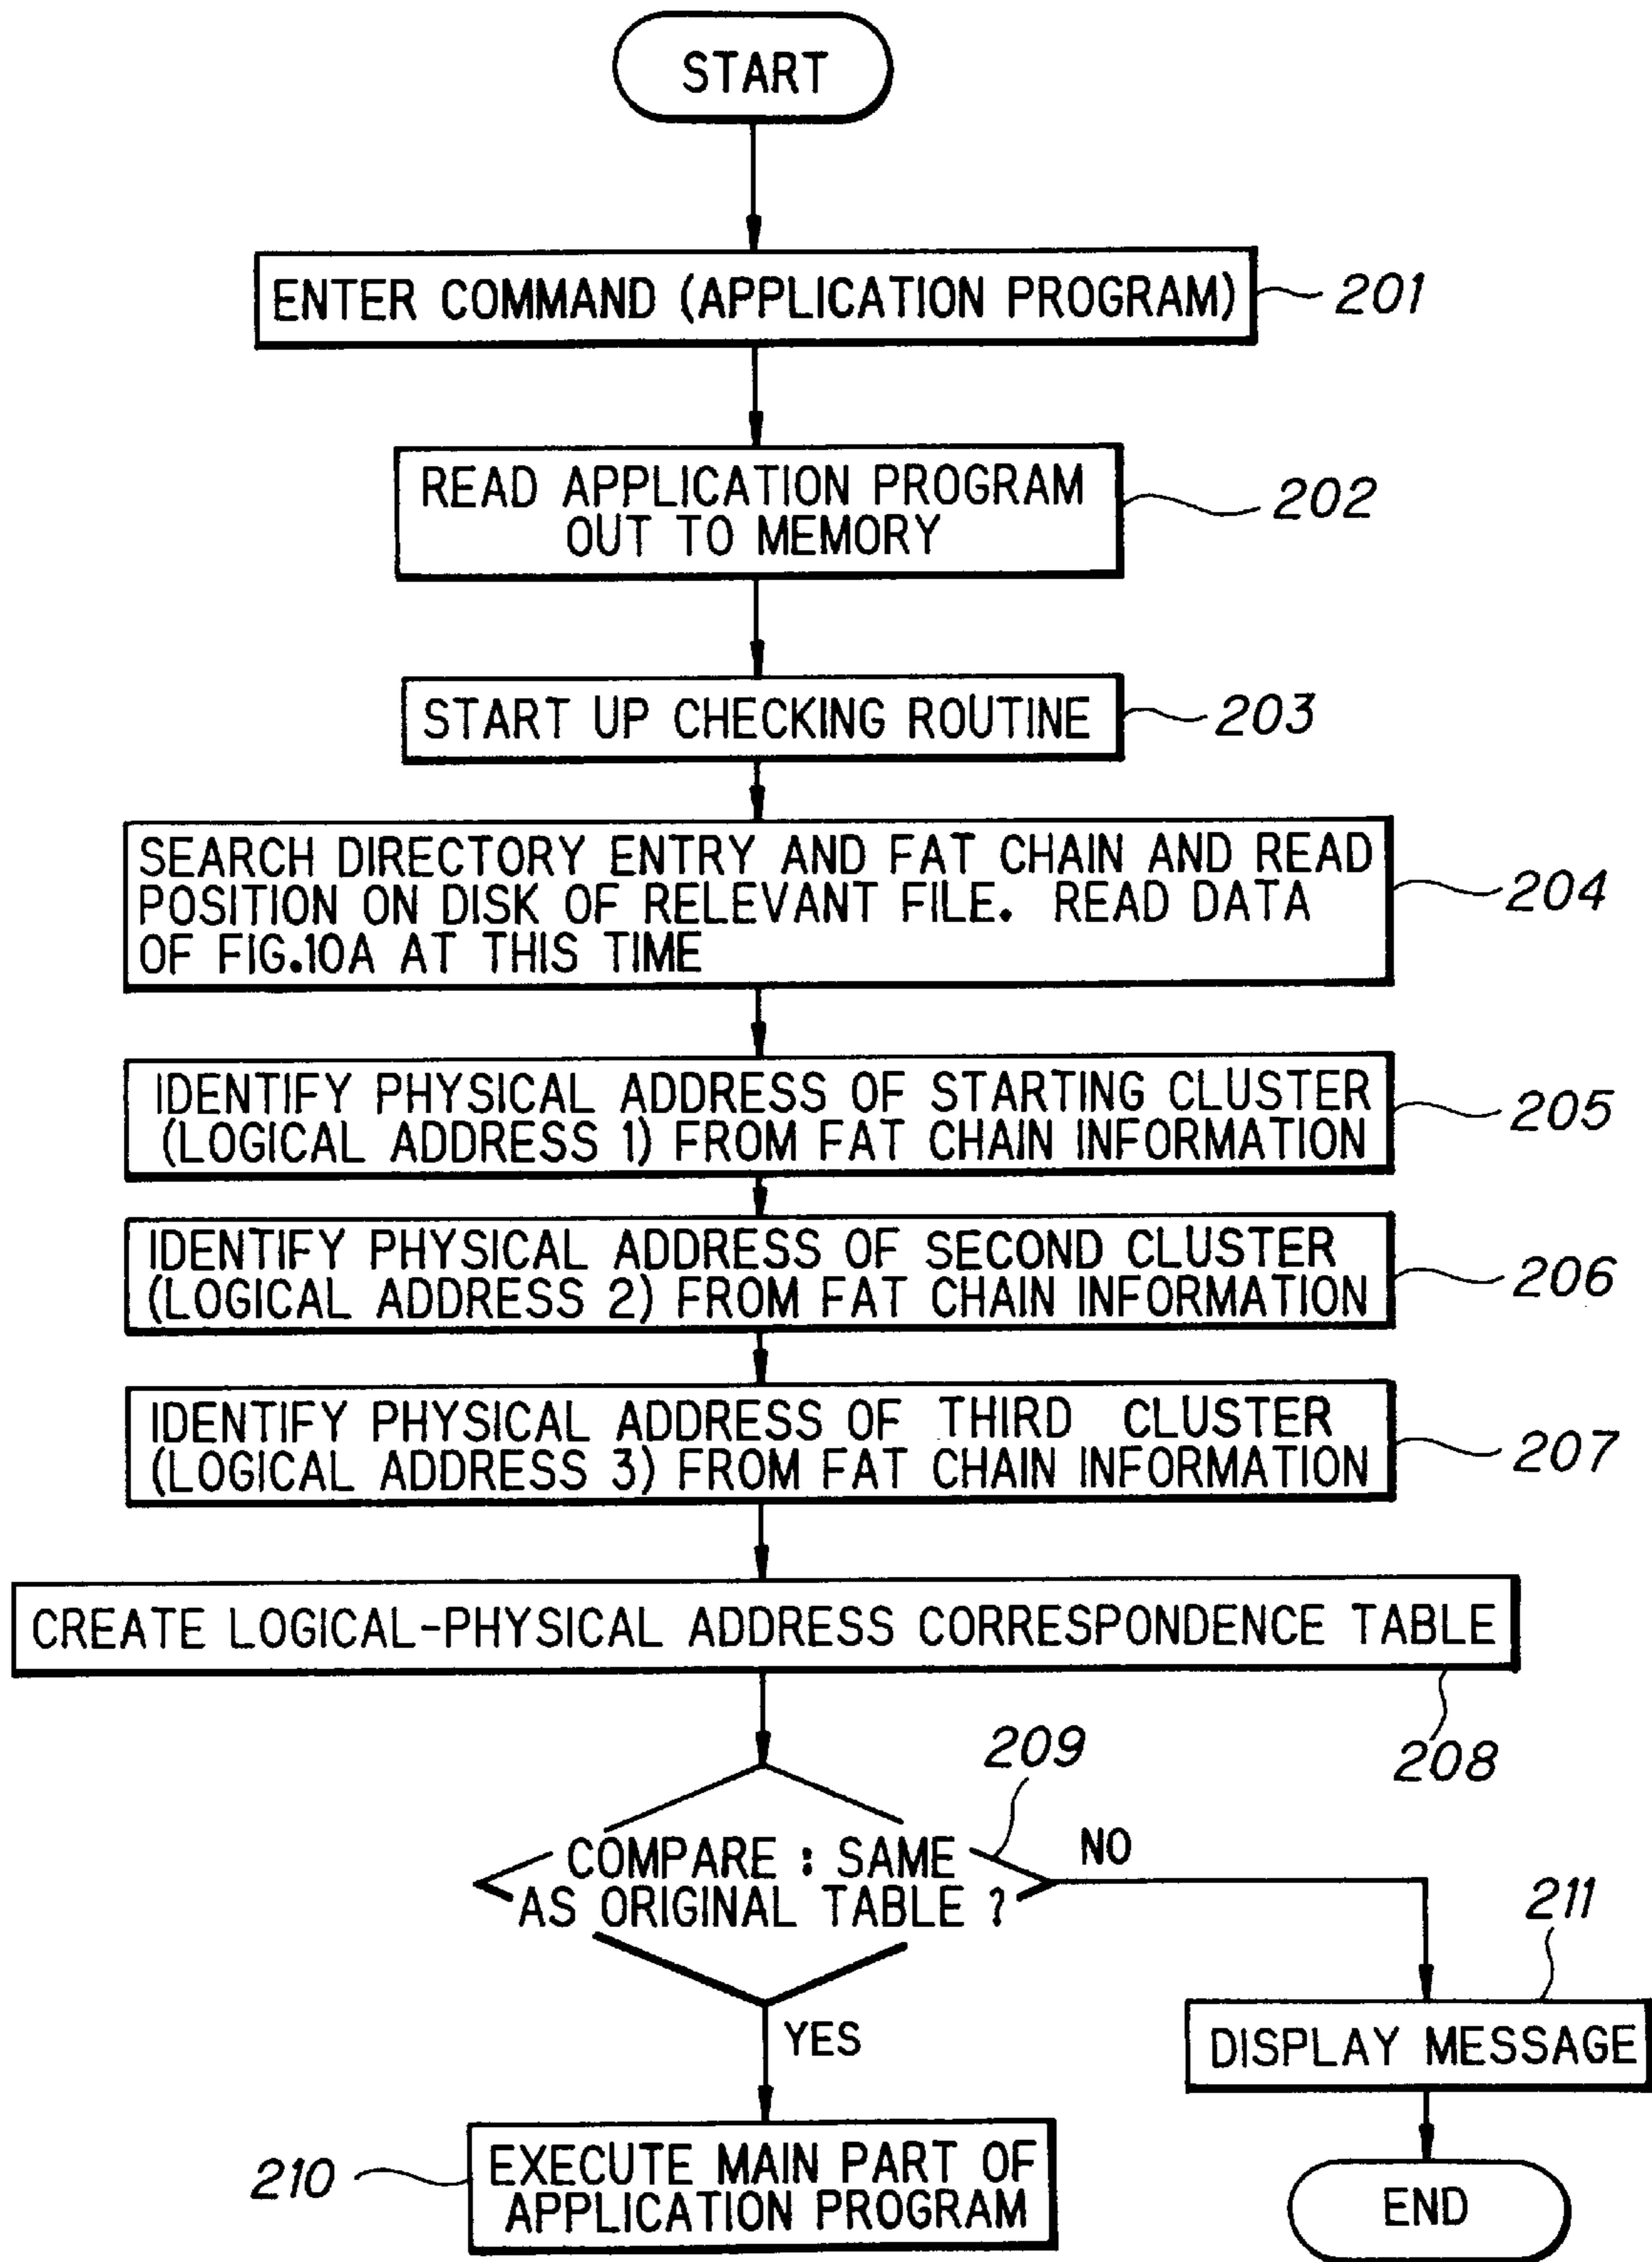 START
ENTER COMMAND (APPLICATION PROGRAM)
201
READ APPLICATION PROGRAM
OUT TO MEMORY
202
START UP CHECKING ROUTINE
203
SEARCH DIRECTORY ENTRY AND FAT CHAIN AND READ
POSITION ON DISK OF RELEVANT FILE. READ DATA
OF FIG.10A AT THIS TIME
204
IDENTIFY PHYSICAL ADDRESS OF STARTING CLUSTER
(LOGICAL ADDRESS 1) FROM FAT CHAIN INFORMATION
205
IDENTIFY PHYSICAL ADDRESS OF SECOND CLUSTER
(LOGICAL ADDRESS 2) FROM FAT CHAIN INFORMATION
206
IDENTIFY PHYSICAL ADDRESS OF THIRD CLUSTER
(LOGICAL ADDRESS 3) FROM FAT CHAIN INFORMATION
207
CREATE LOGICAL-PHYSICAL ADDRESS CORRESPONDENCE TABLE
208
209
COMPARE : SAME
AS ORIGINAL TABLE ?
NO
YES
211
DISPLAY MESSAGE
210
EXECUTE MAIN PART OF
APPLICATION PROGRAM
END